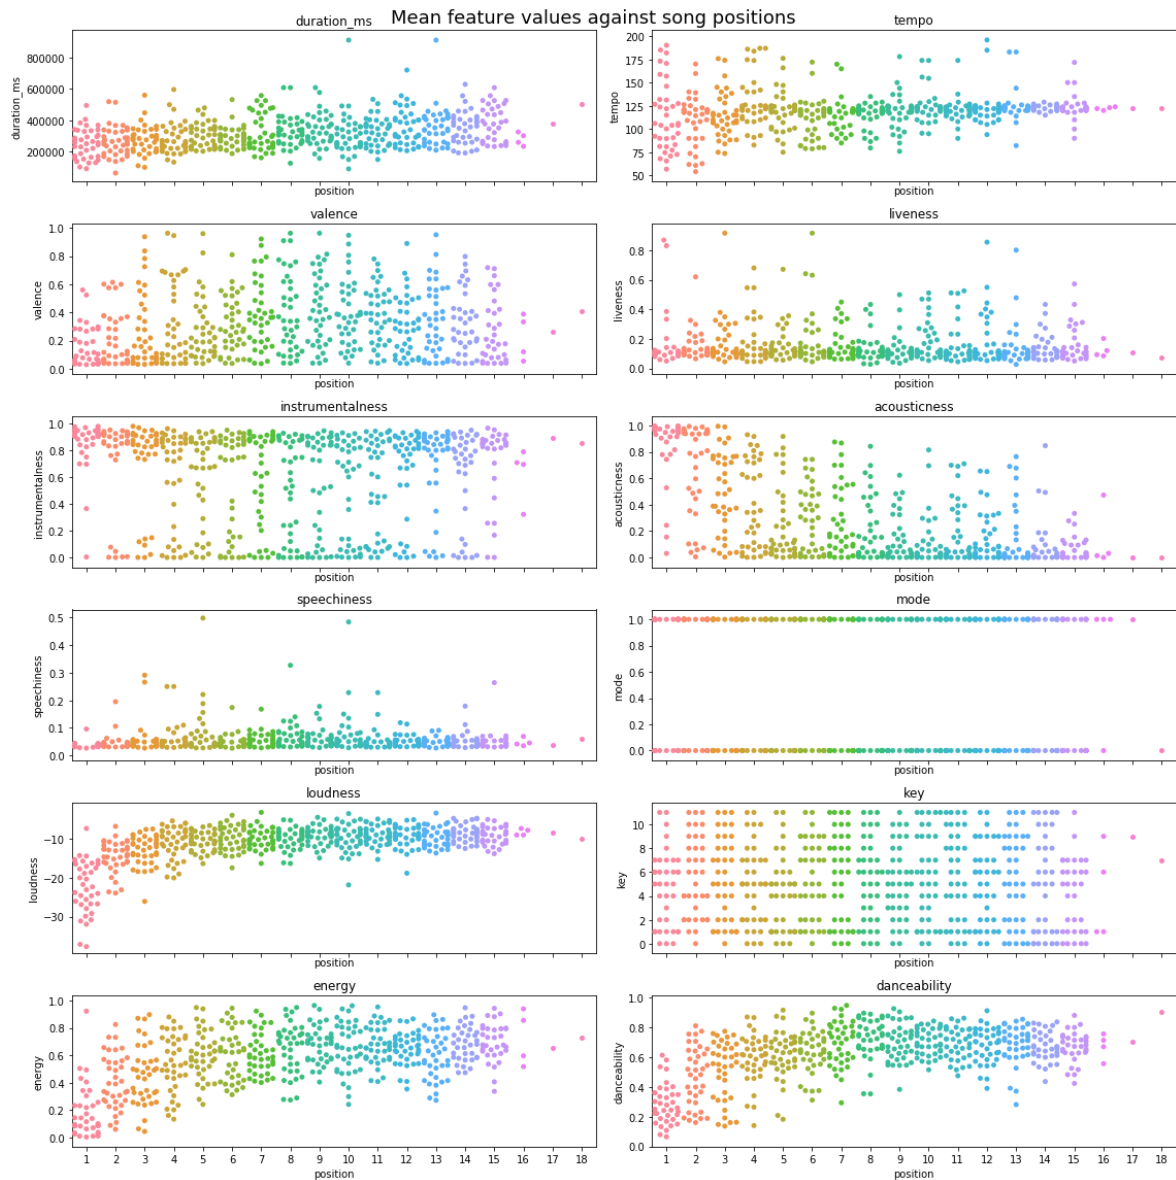 Mean feature values against song positions
duration_ms
800000
600000
400000
200000
duration_ms
position
tempo
200
175
150
125
100
75
50
tempo
position
valence
1.0
0.8
0.6
0.4
0.2
0.0
valence
position
liveness
0.8
0.6
0.4
0.2
0.0
liveness
position
instrumentalness
1.0
0.8
0.6
0.4
0.2
0.0
instrumentalness
position
acousticness
1.0
0.8
0.6
0.4
0.2
0.0
acousticness
position
speechiness
0.5
0.4
0.3
0.2
0.1
0.0
speechiness
position
mode
1.0
0.8
0.6
0.4
0.2
0.0
mode
position
loudness
−10
−20
−30
loudness
position
key
10
8
6
4
2
0
key
position
energy
1.0
0.8
0.6
0.4
0.2
0.0
energy
1 2 3 4 5 6 7 8 9 10 11 12 13 14 15 16 17 18
position
danceability
1.0
0.8
0.6
0.4
0.2
0.0
danceability
1 2 3 4 5 6 7 8 9 10 11 12 13 14 15 16 17 18
position